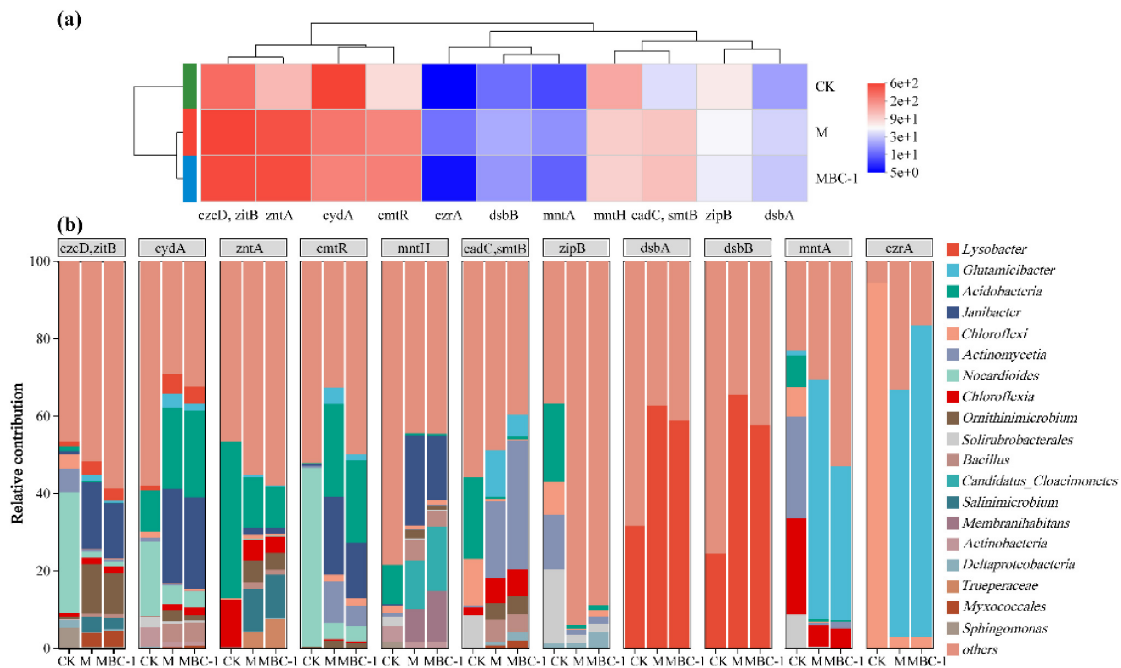 (a)
6e+2
2e+2
9e+1
3e+1
1e+1
5e+0
CK
M
MBC-1
czcD, zitB zntA cydA cmtR czrA dsbB mntA mntH cadC, smtB zipB dsbA
(b)
czcD,zitB cydA zntA cmtR mntH cadC,smtB zipB dsbA dsbB mntA czrA
Relative contribution
100
80
60
40
20
0
CK M MBC-1 CK M MBC-1 CK M MBC-1 CK M MBC-1 CK M MBC-1 CK M MBC-1 CK M MBC-1 CK M MBC-1 CK M MBC-1 CK M MBC-1 CK M MBC-1
Lysobacter
Glutamicibacter
Acidobacteria
Janibacter
Chloroflexi
Actinomycetia
Nocardioides
Chloroflexia
Ornithinimicrobium
Solirubrobacterales
Bacillus
Candidatus_Cloacimonetes
Salinimicrobium
Membranihabitans
Actinobacteria
Deltaproteobacteria
Trueperaceae
Myxococcales
Sphingomonas
others